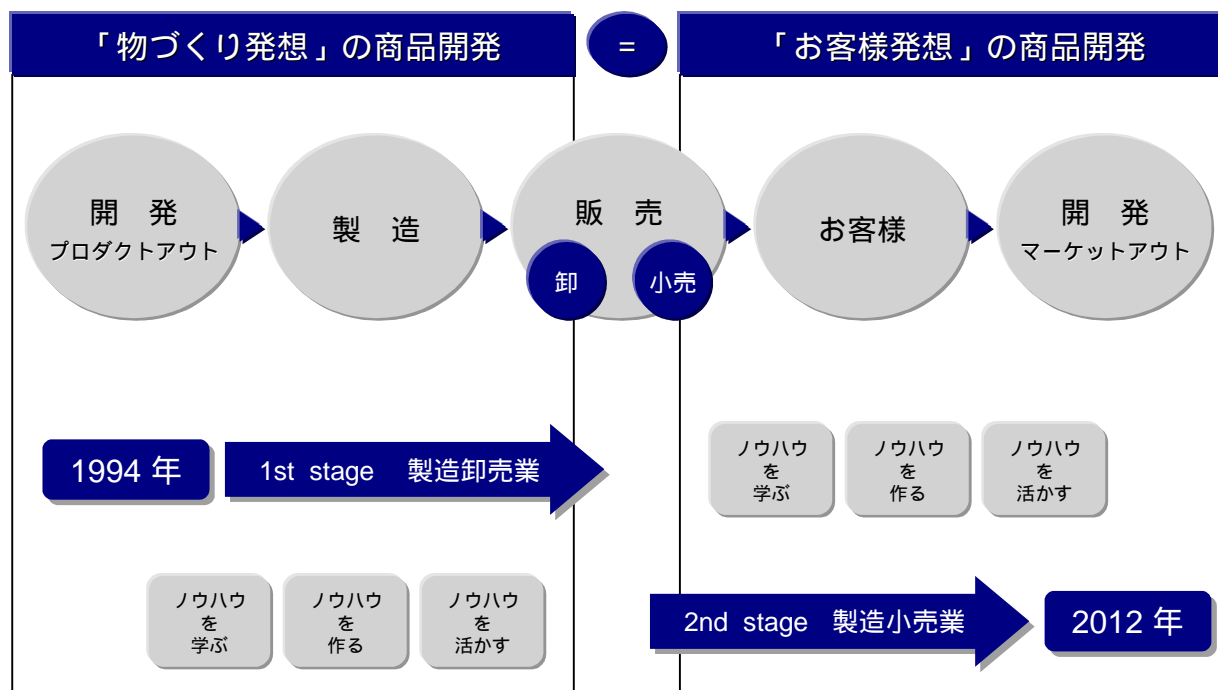 「物づくり発想」の商品開発
=
「お客様発想」の商品開発
開　発
プロダクトアウト
製　造
販　売
卸
小売
お客様
開　発
マーケットアウト
1994 年
1st stage　製造卸売業
ノウハウ
を
学ぶ
ノウハウ
を
作る
ノウハウ
を
活かす
ノウハウ
を
学ぶ
ノウハウ
を
作る
ノウハウ
を
活かす
2nd stage　製造小売業
2012 年